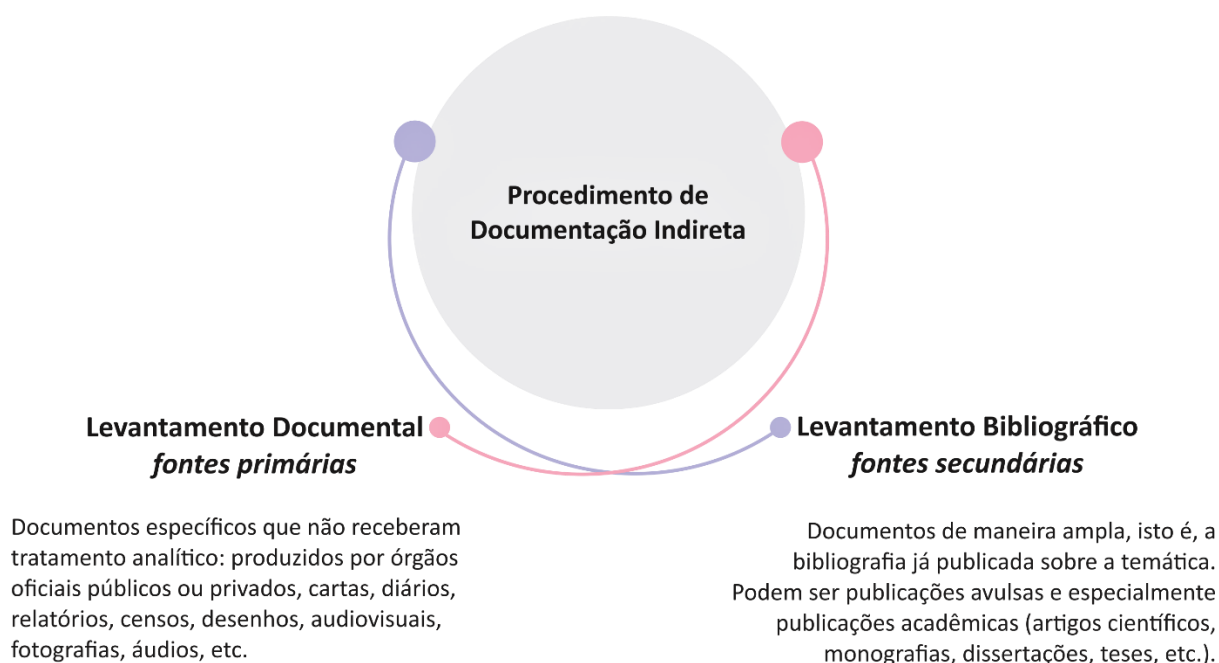 Procedimento de
Documentação Indireta
Levantamento Documental
fontes primárias
Documentos específicos que não receberam
tratamento analítico: produzidos por órgãos
oficiais públicos ou privados, cartas, diários,
relatórios, censos, desenhos, audiovisuais,
fotografias, áudios, etc.
Levantamento Bibliográfico
fontes secundárias
Documentos de maneira ampla, isto é, a
bibliografia já publicada sobre a temática.
Podem ser publicações avulsas e especialmente
publicações acadêmicas (artigos científicos,
monografias, dissertações, teses, etc.).